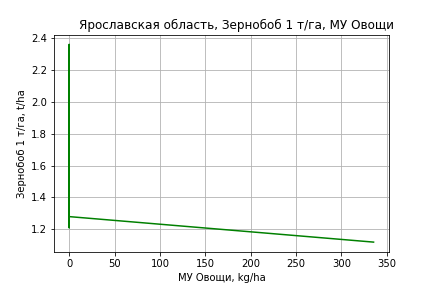 Ярославская область, Зернобоб 1 т/га, МУ Овощи
2.4
2.2
2.0
1.8
1.6
1.4
1.2
Зернобоб 1 т/га, t/ha
0 50 100 150 200 250 300 350
МУ Овощи, kg/ha